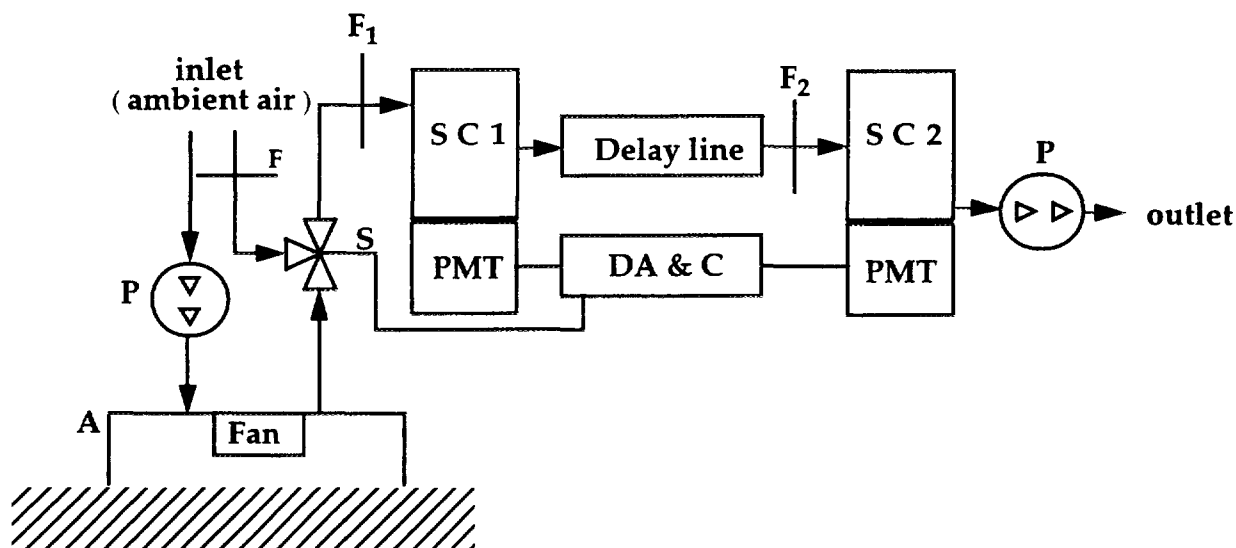 F1
inlet
( ambient air )
F
F2
S C 1
Delay line
S C 2
P
outlet
S
PMT
DA & C
PMT
P
A
Fan